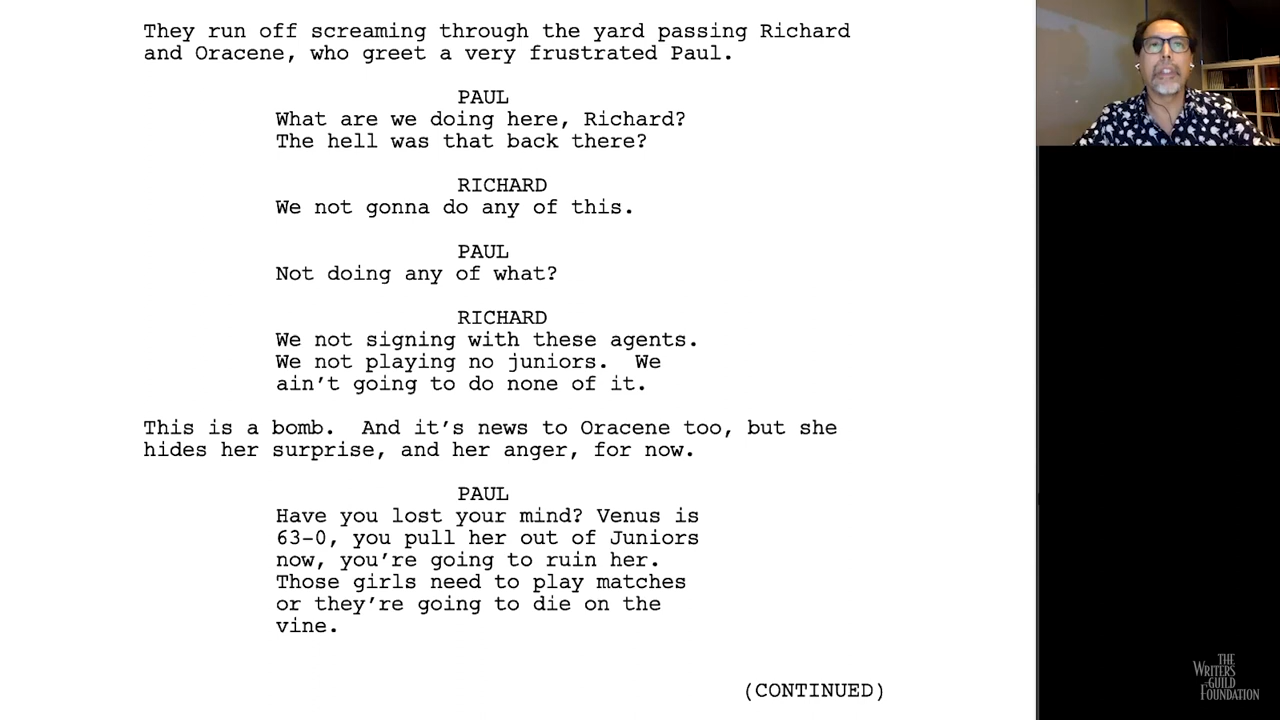 They run off screaming through the yard passing Richard
and Oracene, who greet a very frustrated Paul.
PAUL
What are we doing here, Richard?
The hell was that back there?
RICHARD
We not gonna do any of this.
PAUL
Not doing any of what?
RICHARD
We not signing with these agents.
We not playing no juniors.  We
ain't going to do none of it.
This is a bomb.  And it's news to Oracene too, but she
hides her surprise, and her anger, for now.
PAUL
Have you lost your mind? Venus is
63-0, you pull her out of Juniors
now, you're going to ruin her.
Those girls need to play matches
or they're going to die on the
vine.
(CONTINUED)
THE
WRITERS
GUILD
FOUNDATION